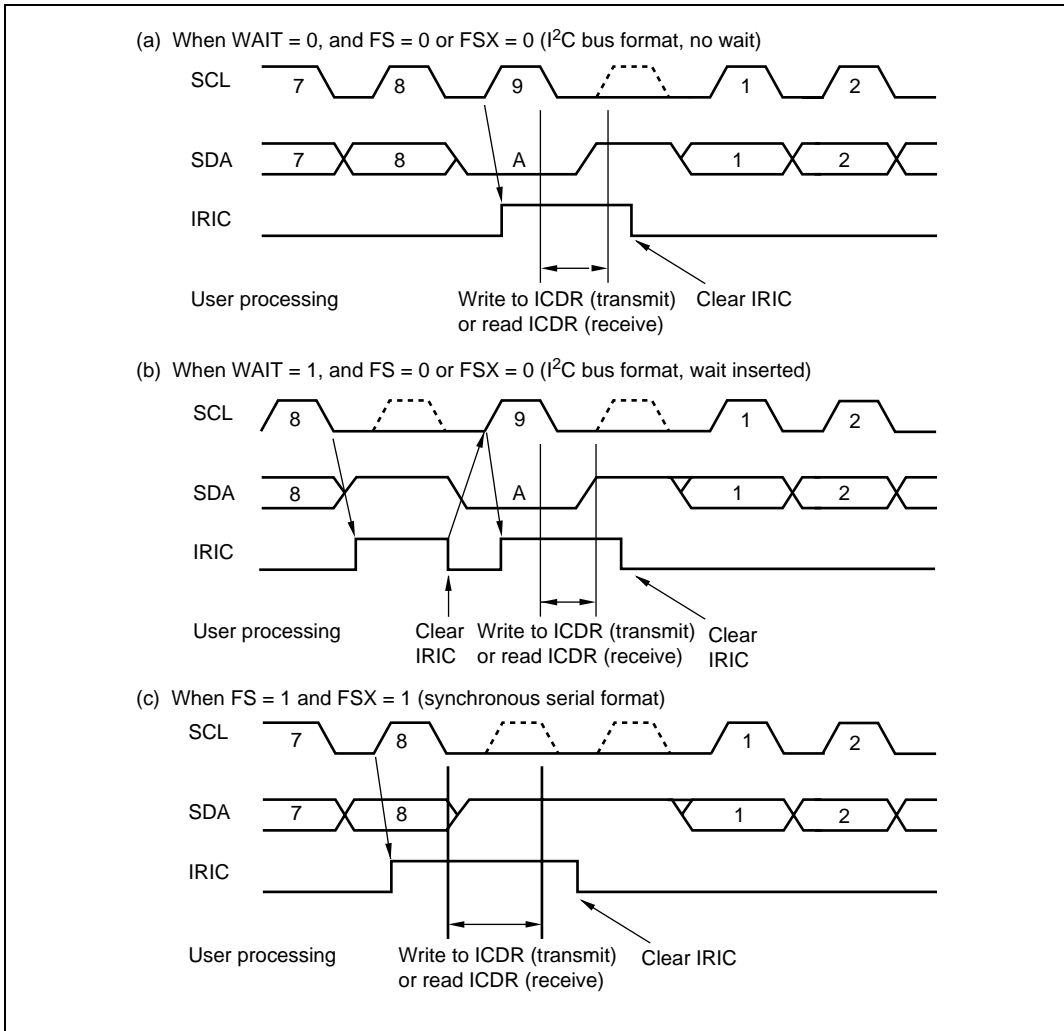 (a) When WAIT = 0, and FS = 0 or FSX = 0 (I²C bus format, no wait)
SCL
7 8 9 1 2
SDA
7 8 A 1 2
IRIC
User processing
Write to ICDR (transmit)
or read ICDR (receive)
Clear IRIC
(b) When WAIT = 1, and FS = 0 or FSX = 0 (I²C bus format, wait inserted)
SCL
8 9 1 2
SDA
8 A 1 2
IRIC
User processing
Clear
IRIC
Write to ICDR (transmit)
or read ICDR (receive)
Clear
IRIC
(c) When FS = 1 and FSX = 1 (synchronous serial format)
SCL
7 8 1 2
SDA
7 8 1 2
IRIC
User processing
Write to ICDR (transmit)
or read ICDR (receive)
Clear IRIC